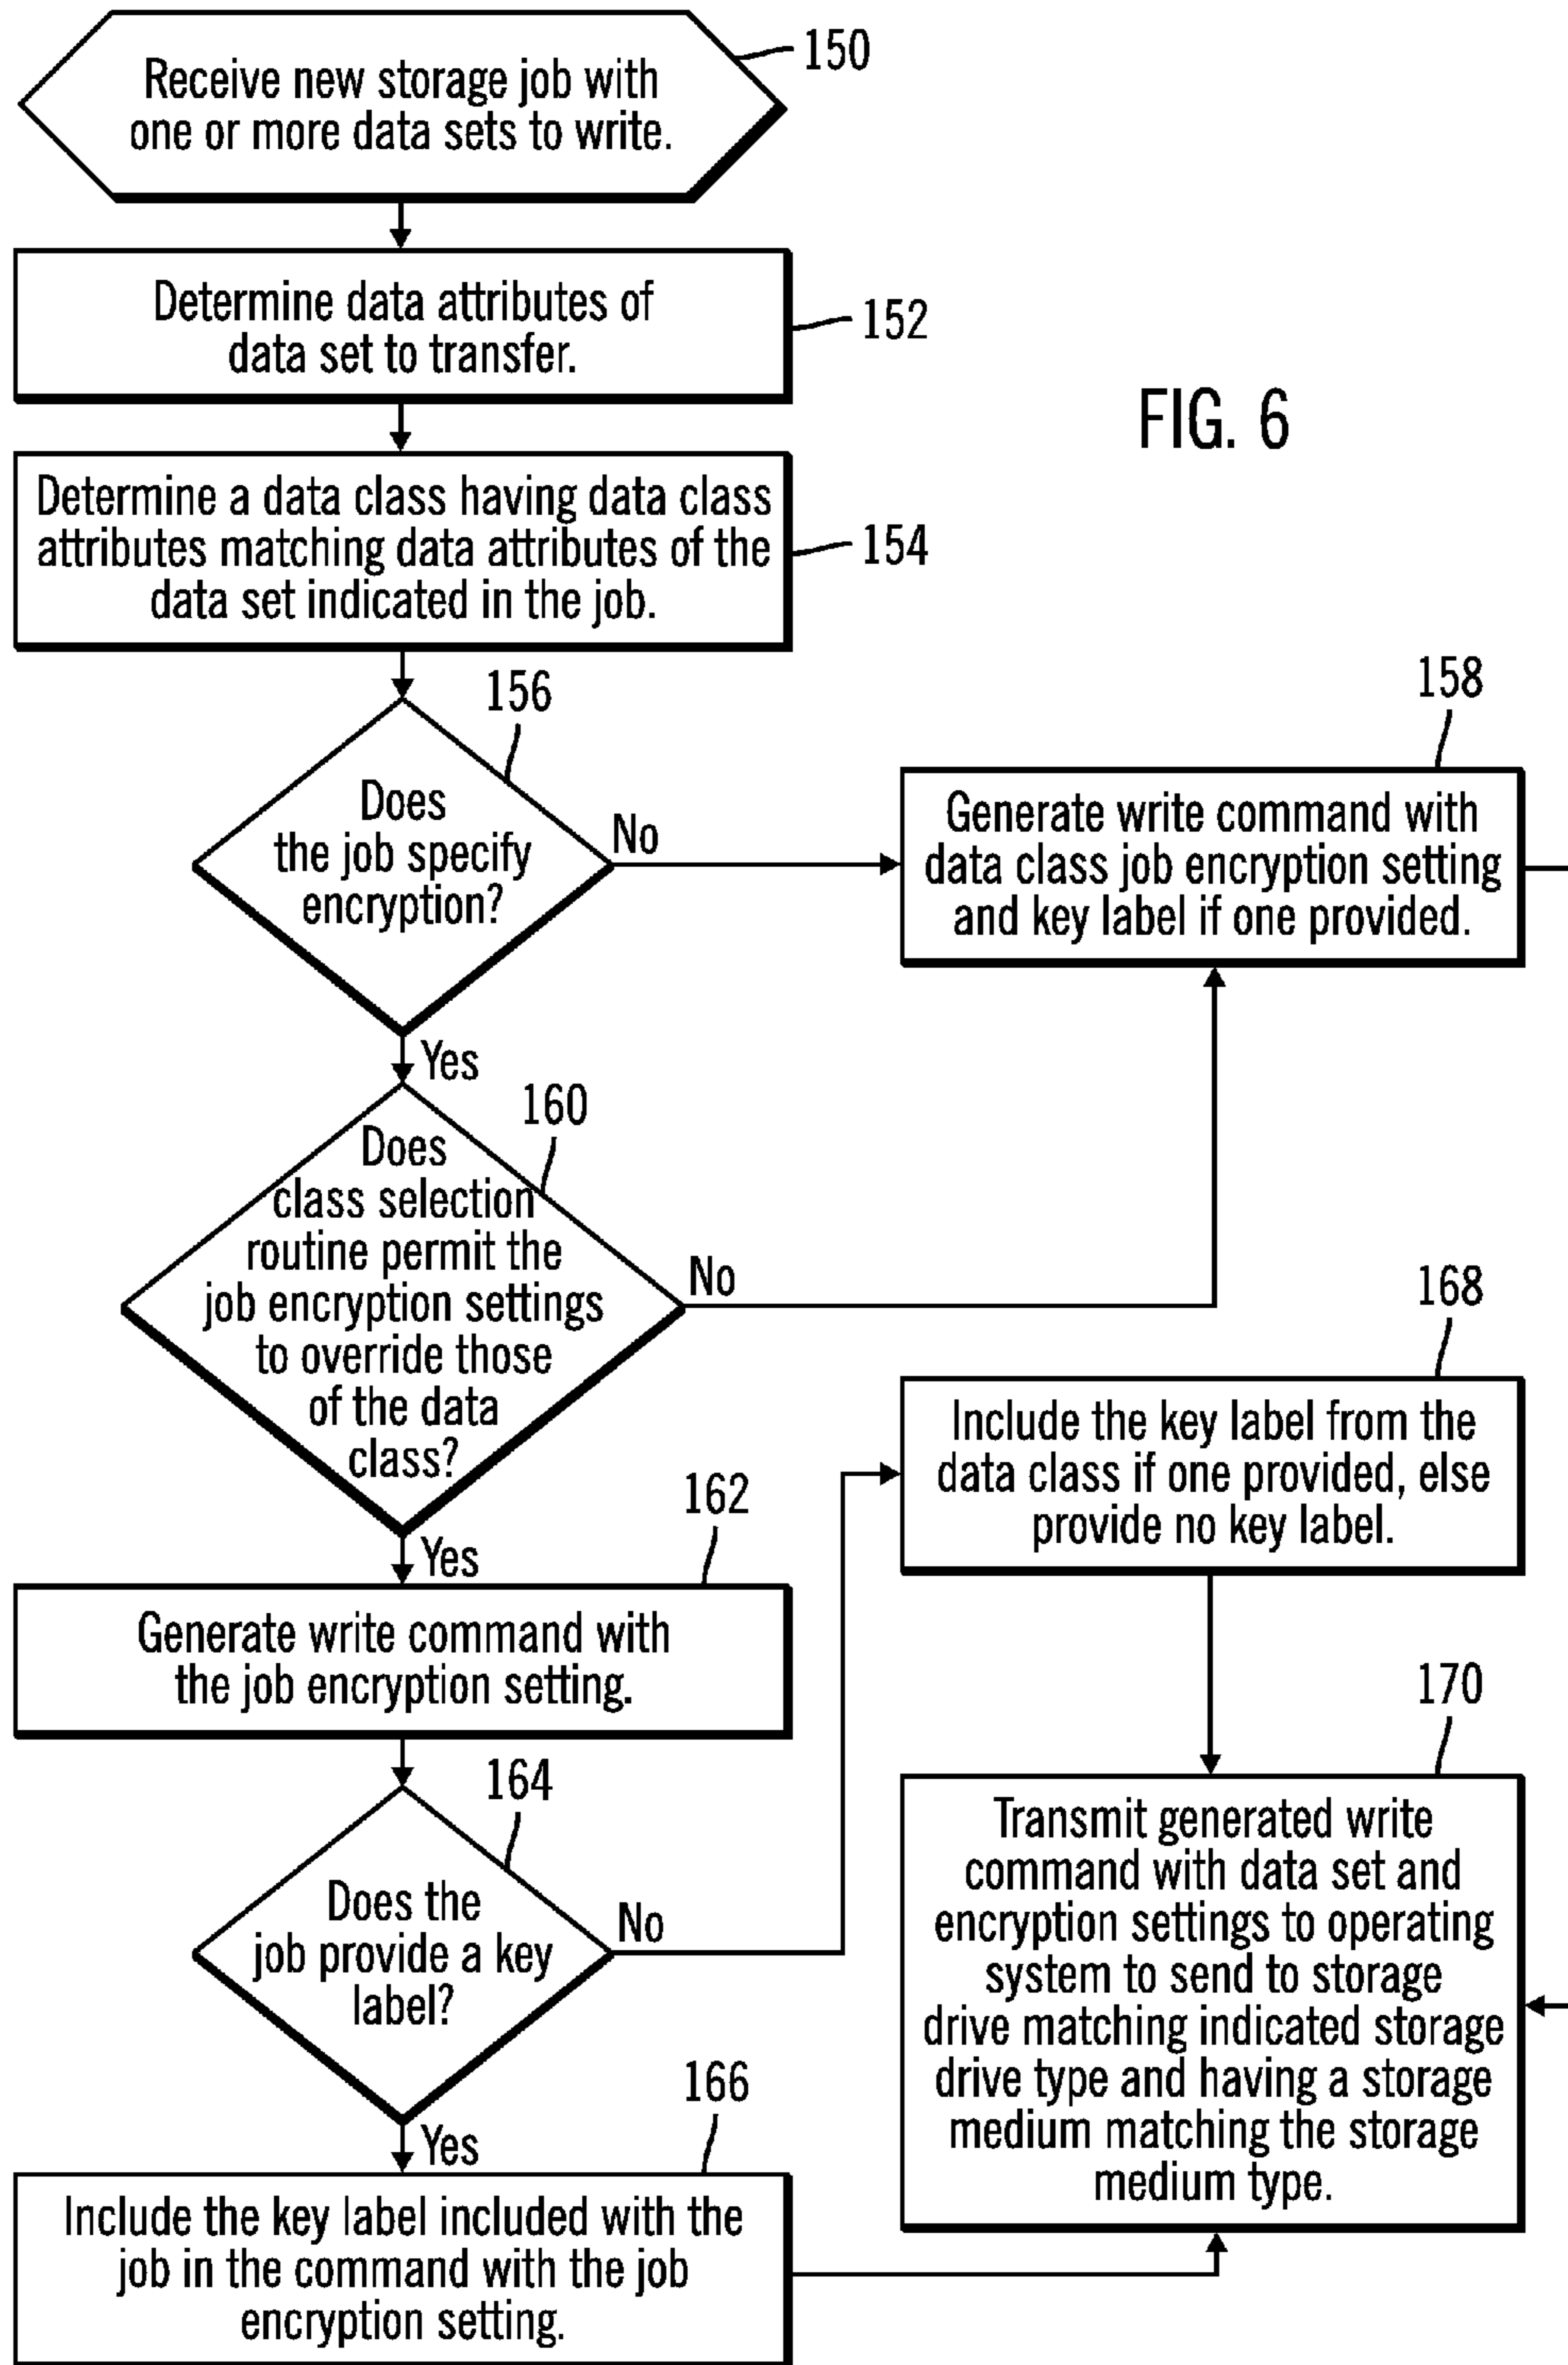 150
Receive new storage job with
one or more data sets to write.
Determine data attributes of
data set to transfer.
152
FIG. 6
Determine a data class having data class
attributes matching data attributes of the
data set indicated in the job.
154
156
Does
the job specify
encryption?
No
158
Generate write command with
data class job encryption setting
and key label if one provided.
Yes
160
Does
class selection
routine permit the
job encryption settings
to override those
of the data
class?
No
168
Include the key label from the
data class if one provided, else
provide no key label.
Yes
162
Generate write command with
the job encryption setting.
164
Does the
job provide a key
label?
No
170
Transmit generated write
command with data set and
encryption settings to operating
system to send to storage
drive matching indicated storage
drive type and having a storage
medium matching the storage
medium type.
Yes
166
Include the key label included with the
job in the command with the job
encryption setting.